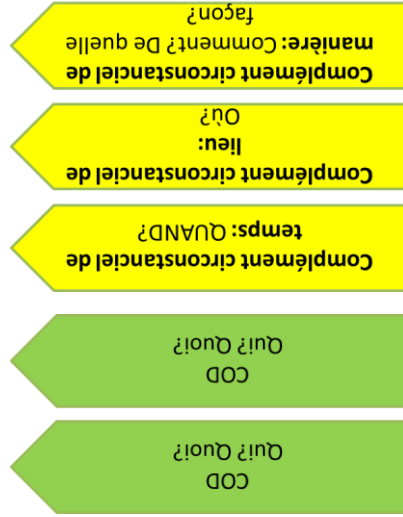 COD
Qui? Quoi?
COD
Qui? Quoi?
Complément circonstanciel de
temps: QUAND?
Complément circonstanciel de
lieu:
Où?
Complément circonstanciel de
manière: Comment? De quelle
façon?